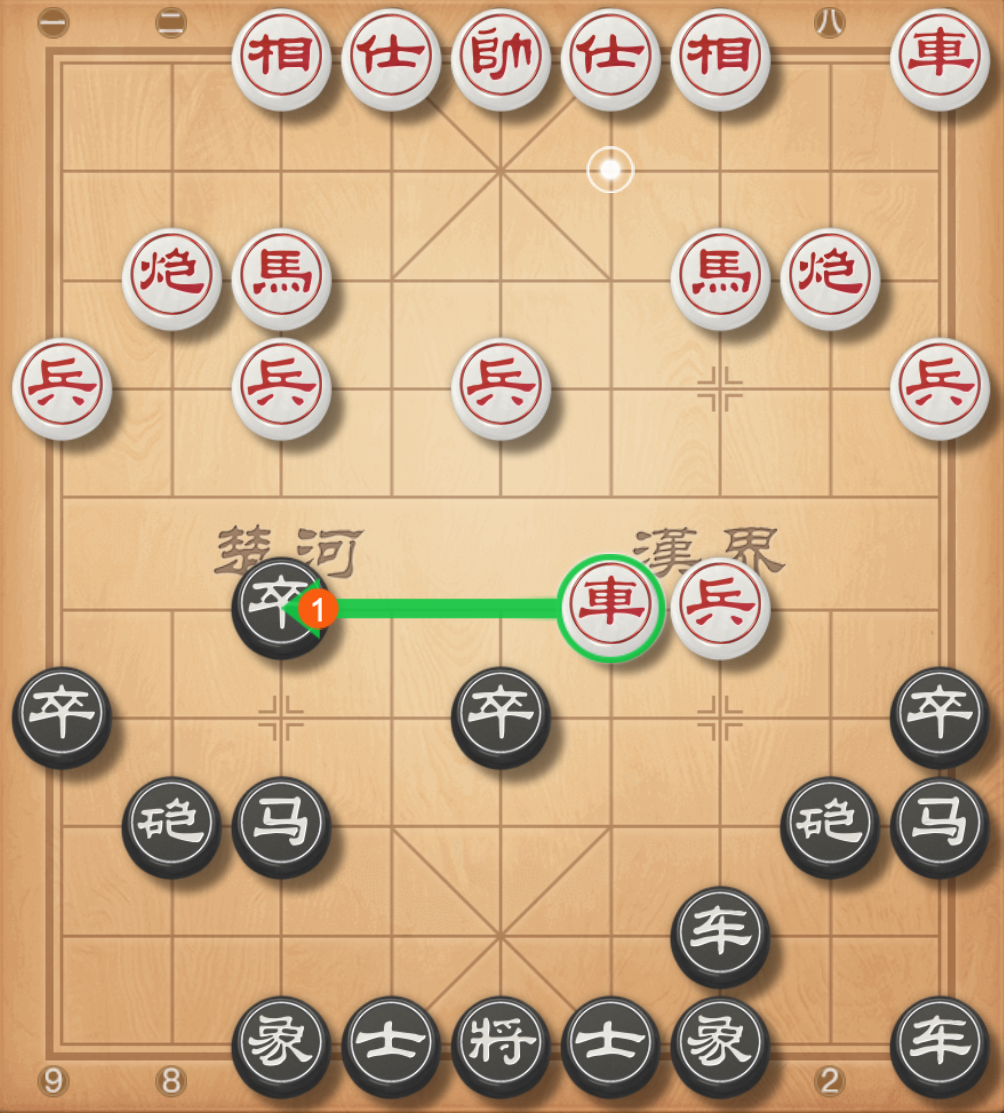 一 二 八
相 仕 帥 仕 相 車
炮 馬 馬 炮
兵 兵 兵 兵
楚 河 漢 界
卒 1 車 兵
卒 卒 卒
砲 马 砲 马
车
象 士 将 士 象 车
9 8 2